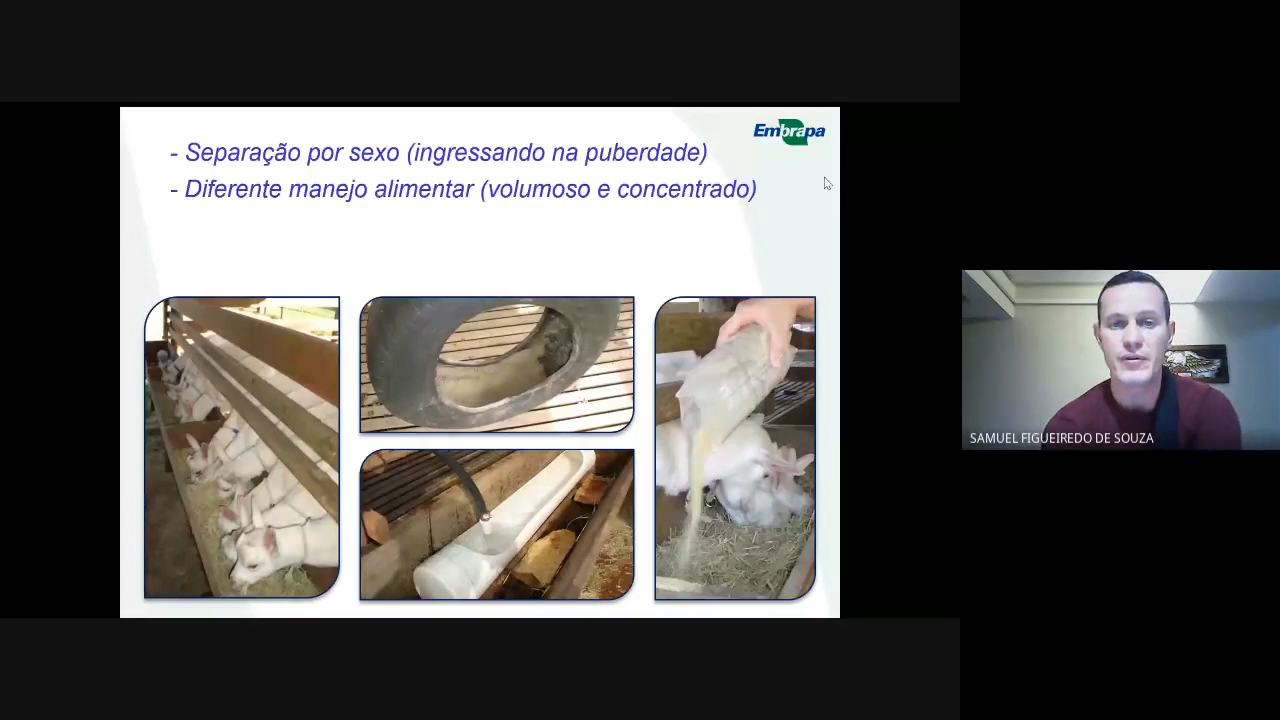 Embrapa
- Separação por sexo (ingressando na puberdade)
- Diferente manejo alimentar (volumoso e concentrado)
SAMUEL FIGUEIREDO DE SOUZA